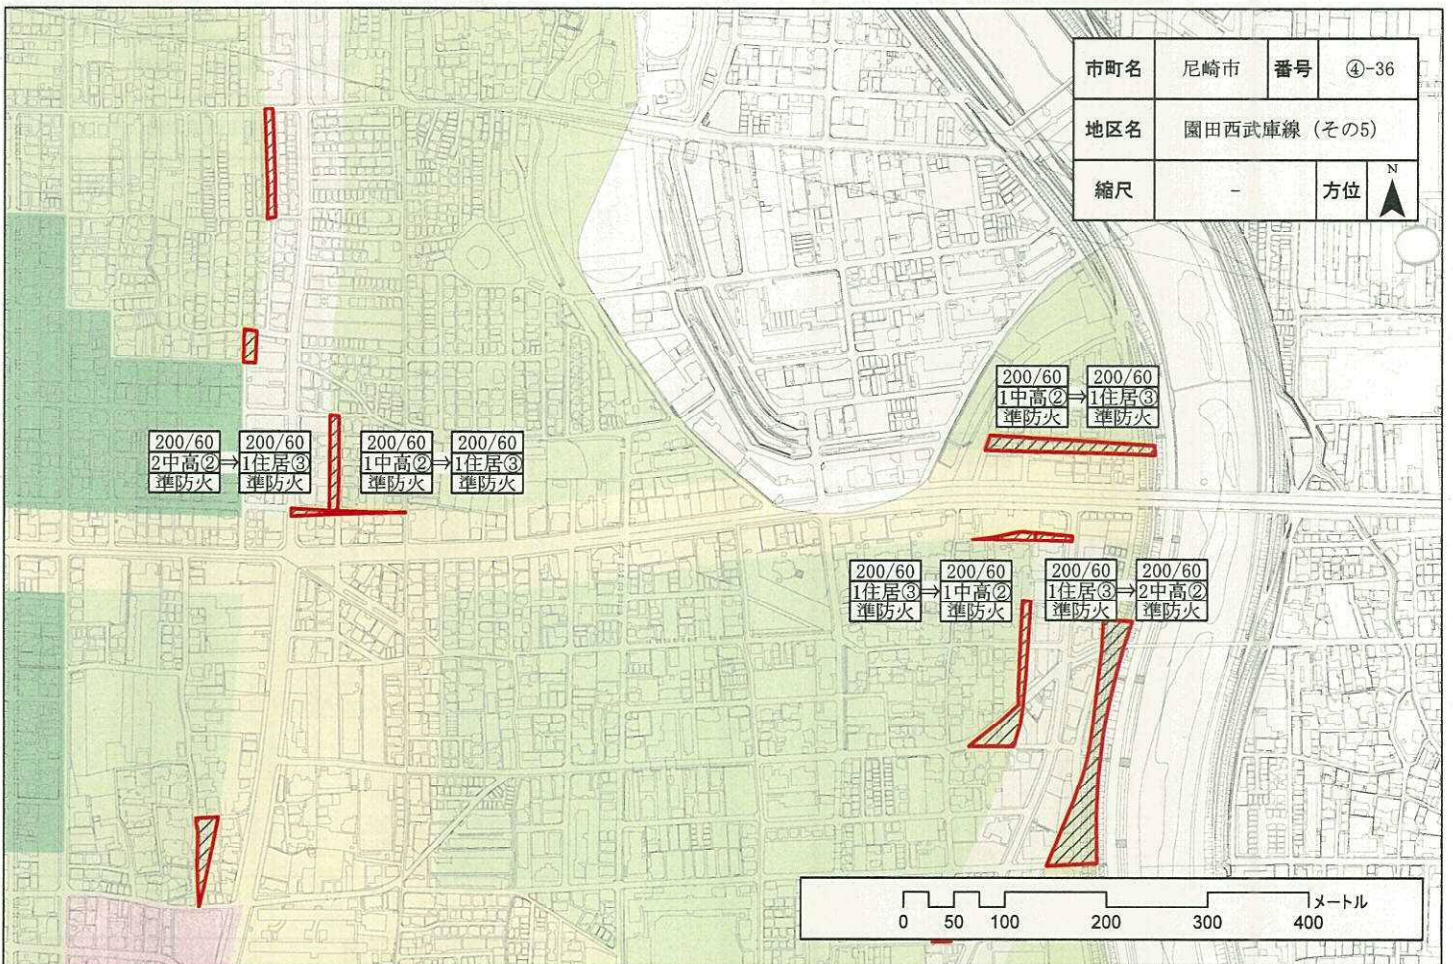 市町名 尼崎市 番号 ④-36
地区名 園田西武庫線（その5）
縮尺 - 方位 N
200/60 200/60
1中高②→1住居③
準防火 準防火
200/60 200/60 200/60 200/60
2中高②→1住居③ 1中高②→1住居③
準防火 準防火 準防火 準防火
200/60 200/60 200/60 200/60
1住居③→1中高② 1住居③→2中高②
準防火 準防火 準防火 準防火
メートル
0 50 100 200 300 400